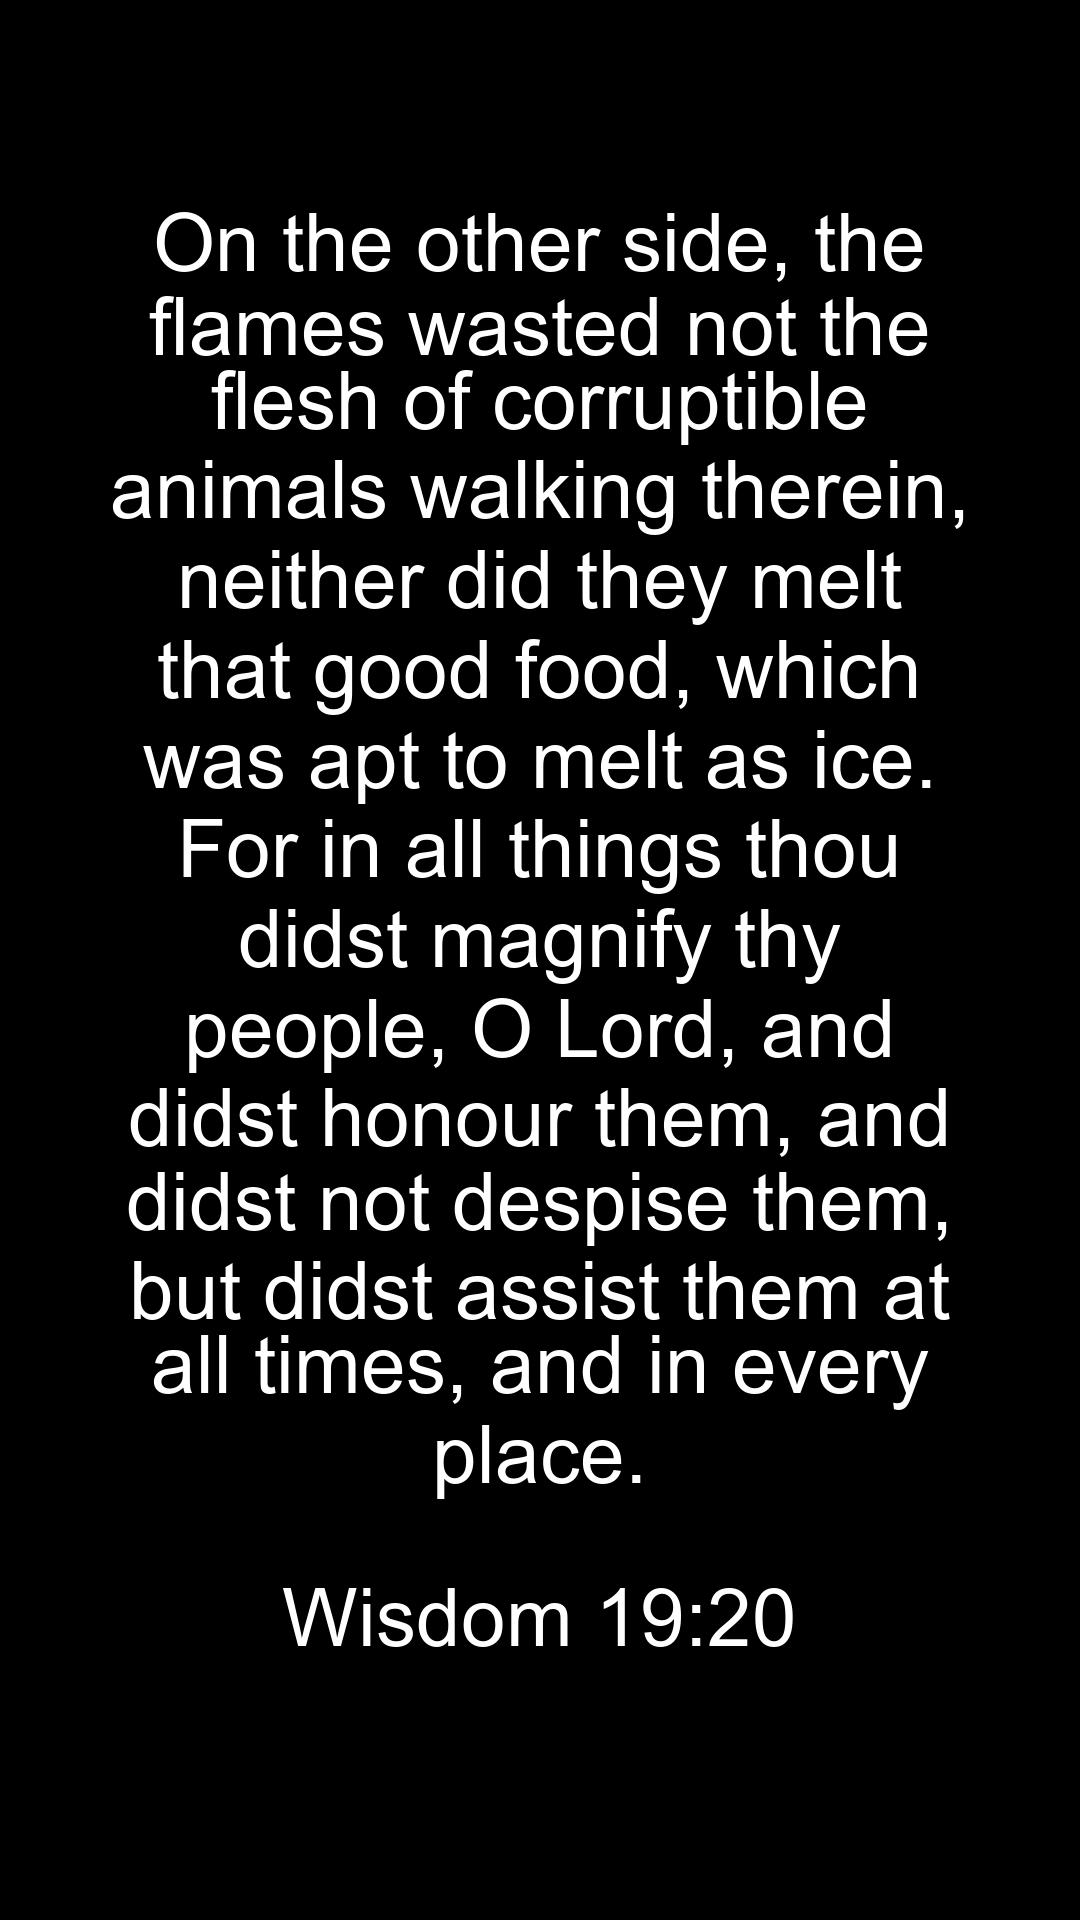 On the other side, the
flames wasted not the
flesh of corruptible
animals walking therein,
neither did they melt
that good food, which
was apt to melt as ice.
For in all things thou
didst magnify thy
people, O Lord, and
didst honour them, and
didst not despise them,
but didst assist them at
all times, and in every
place.
Wisdom 19:20